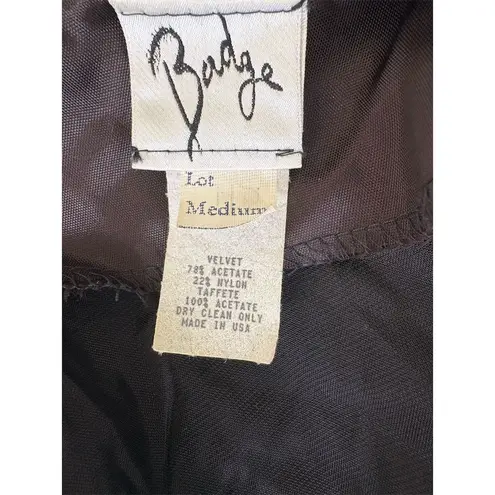 Badge
Lot
Medium
VELVET
78% ACETATE
22% NYLON
TAFFETE
100% ACETATE
DRY CLEAN ONLY
MADE IN USA